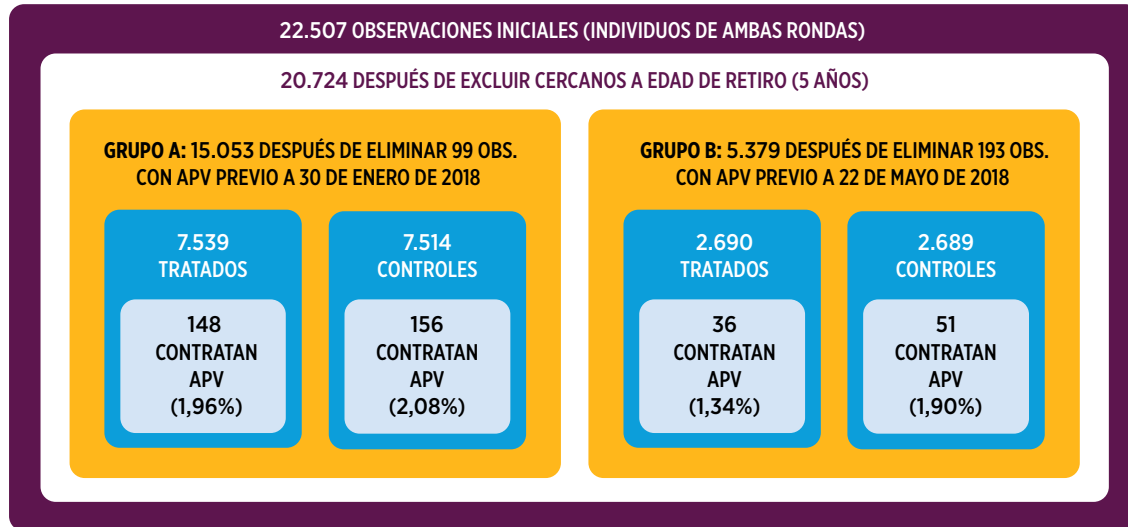 22.507 OBSERVACIONES INICIALES (INDIVIDUOS DE AMBAS RONDAS)
20.724 DESPUÉS DE EXCLUIR CERCANOS A EDAD DE RETIRO (5 AÑOS)
GRUPO A: 15.053 DESPUÉS DE ELIMINAR 99 OBS.
CON APV PREVIO A 30 DE ENERO DE 2018
7.539
TRATADOS
148
CONTRATAN
APV
(1,96%)
7.514
CONTROLES
156
CONTRATAN
APV
(2,08%)
GRUPO B: 5.379 DESPUÉS DE ELIMINAR 193 OBS.
CON APV PREVIO A 22 DE MAYO DE 2018
2.690
TRATADOS
36
CONTRATAN
APV
(1,34%)
2.689
CONTROLES
51
CONTRATAN
APV
(1,90%)